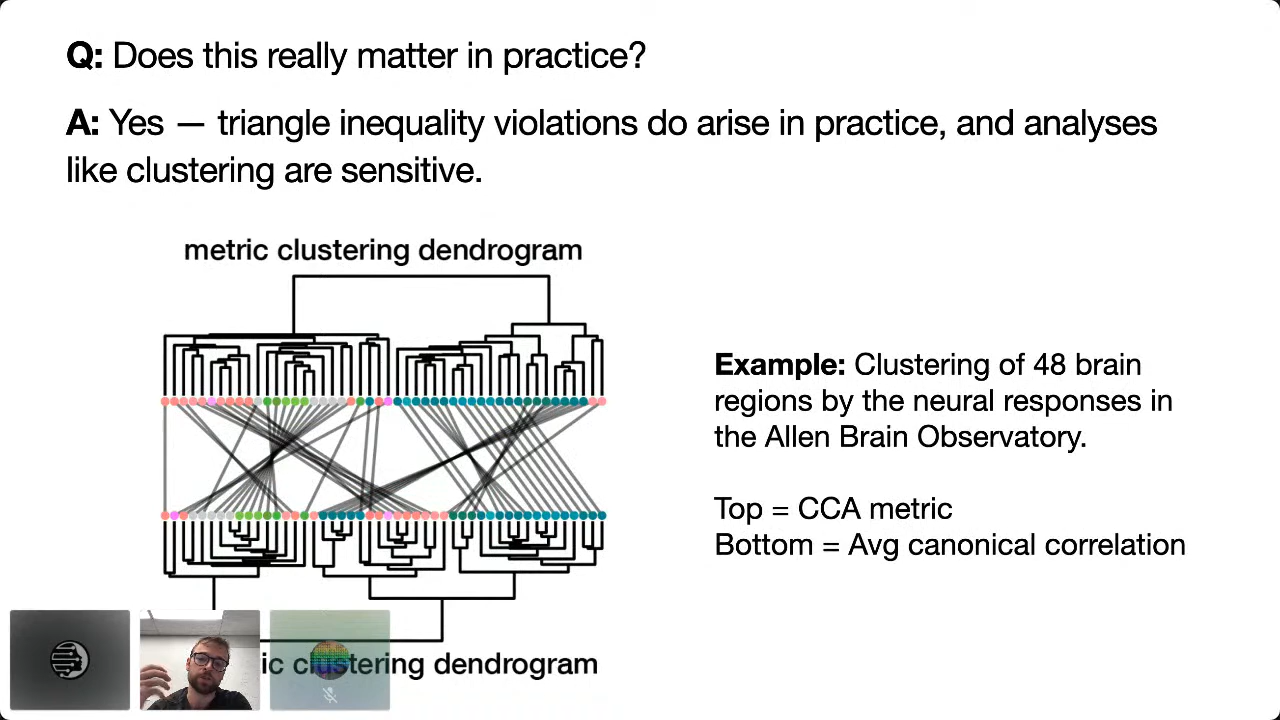 Q: Does this really matter in practice?
A: Yes — triangle inequality violations do arise in practice, and analyses
like clustering are sensitive.
metric clustering dendrogram
Example: Clustering of 48 brain
regions by the neural responses in
the Allen Brain Observatory.
Top = CCA metric
Bottom = Avg canonical correlation
ic clustering dendrogram